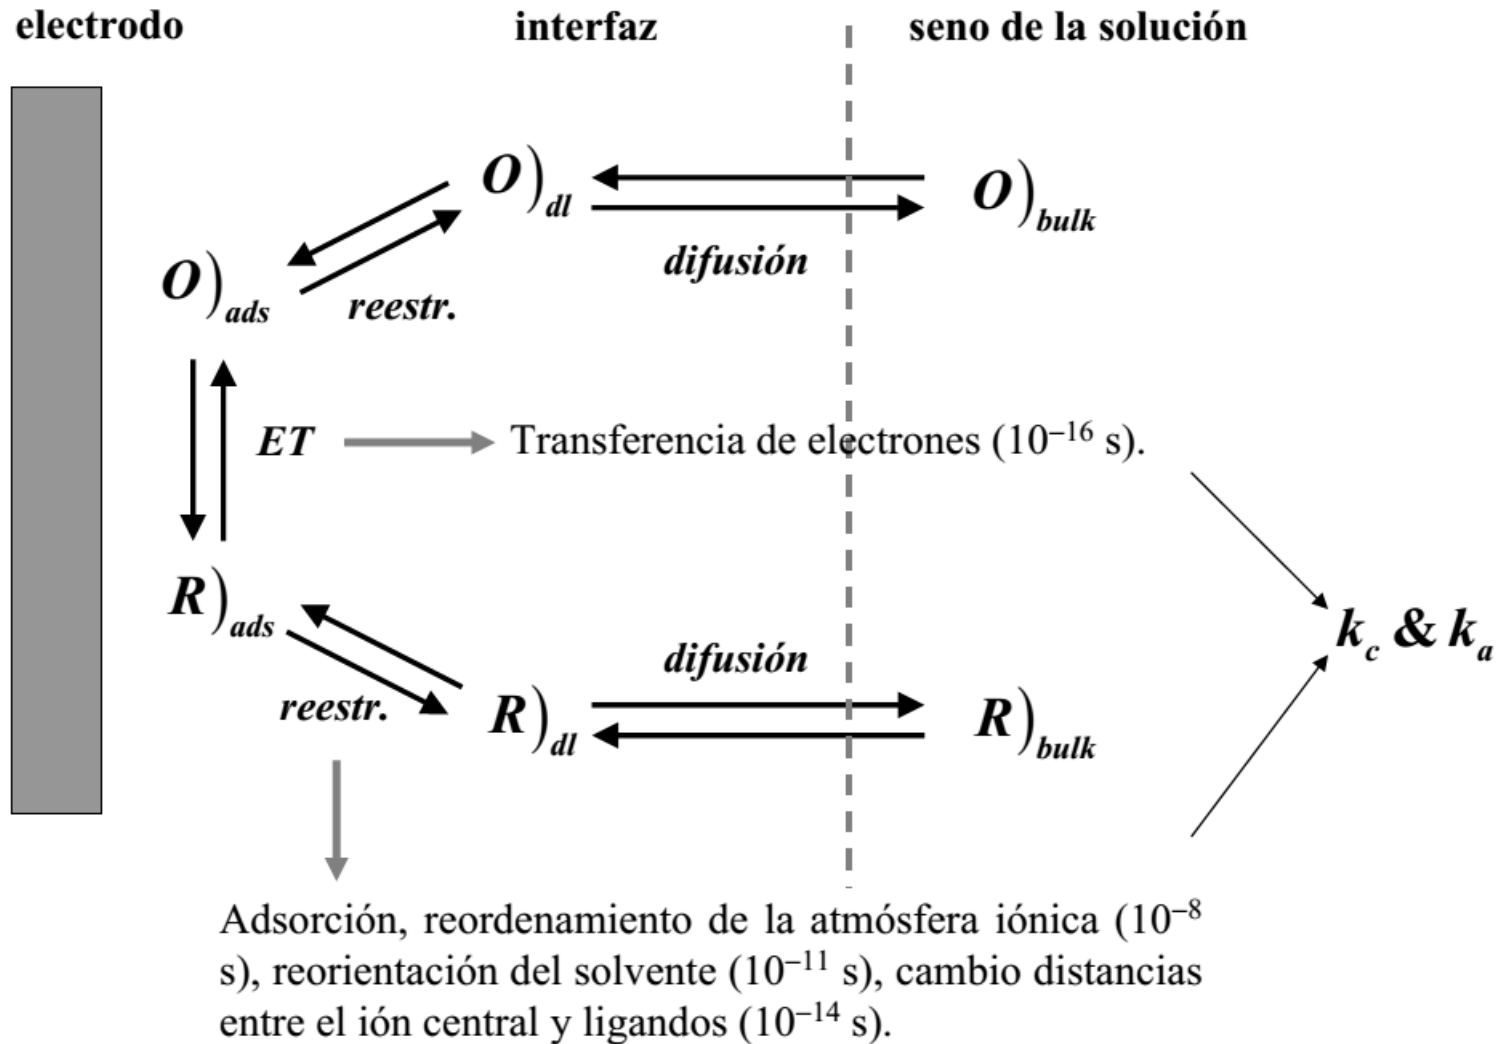 electrodo interfaz seno de la solución
O)dl O)bulk
difusión
O)ads
reestr.
ET Transferencia de electrones (10–16 s).
R)ads
kc & ka
difusión
reestr.
R)dl R)bulk
Adsorción, reordenamiento de la atmósfera iónica (10–8
s), reorientación del solvente (10–11 s), cambio distancias
entre el ión central y ligandos (10–14 s).